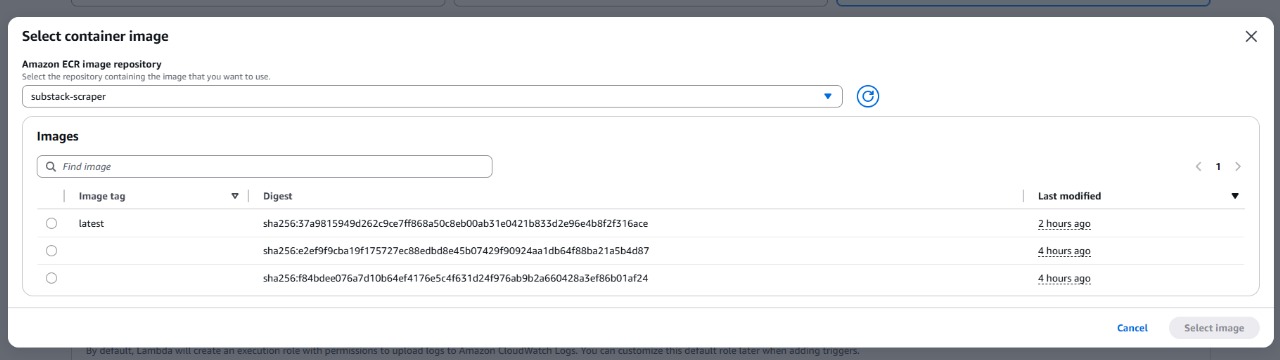 Select container image
Amazon ECR image repository
Select the repository containing the image that you want to use.
substack-scraper
Images
Find image
1
Image tag Digest Last modified
latest sha256:37a9815949d262c9ce7ff868a50c8eb00ab31e0421b833d2e96e4b8f2f316ace 2 hours ago
sha256:e2ef9f9cba19f175727ec88edbd8e45b07429f90924aa1db64f88ba21a5b4d87 4 hours ago
sha256:f84bdee076a7d10b64ef4176e5c4f631d24f976ab9b2a660428a3ef86b01af24 4 hours ago
Cancel Select image
By default, Lambda will create an execution role with permissions to upload logs to Amazon CloudWatch Logs. You can customize this default role later when adding triggers.